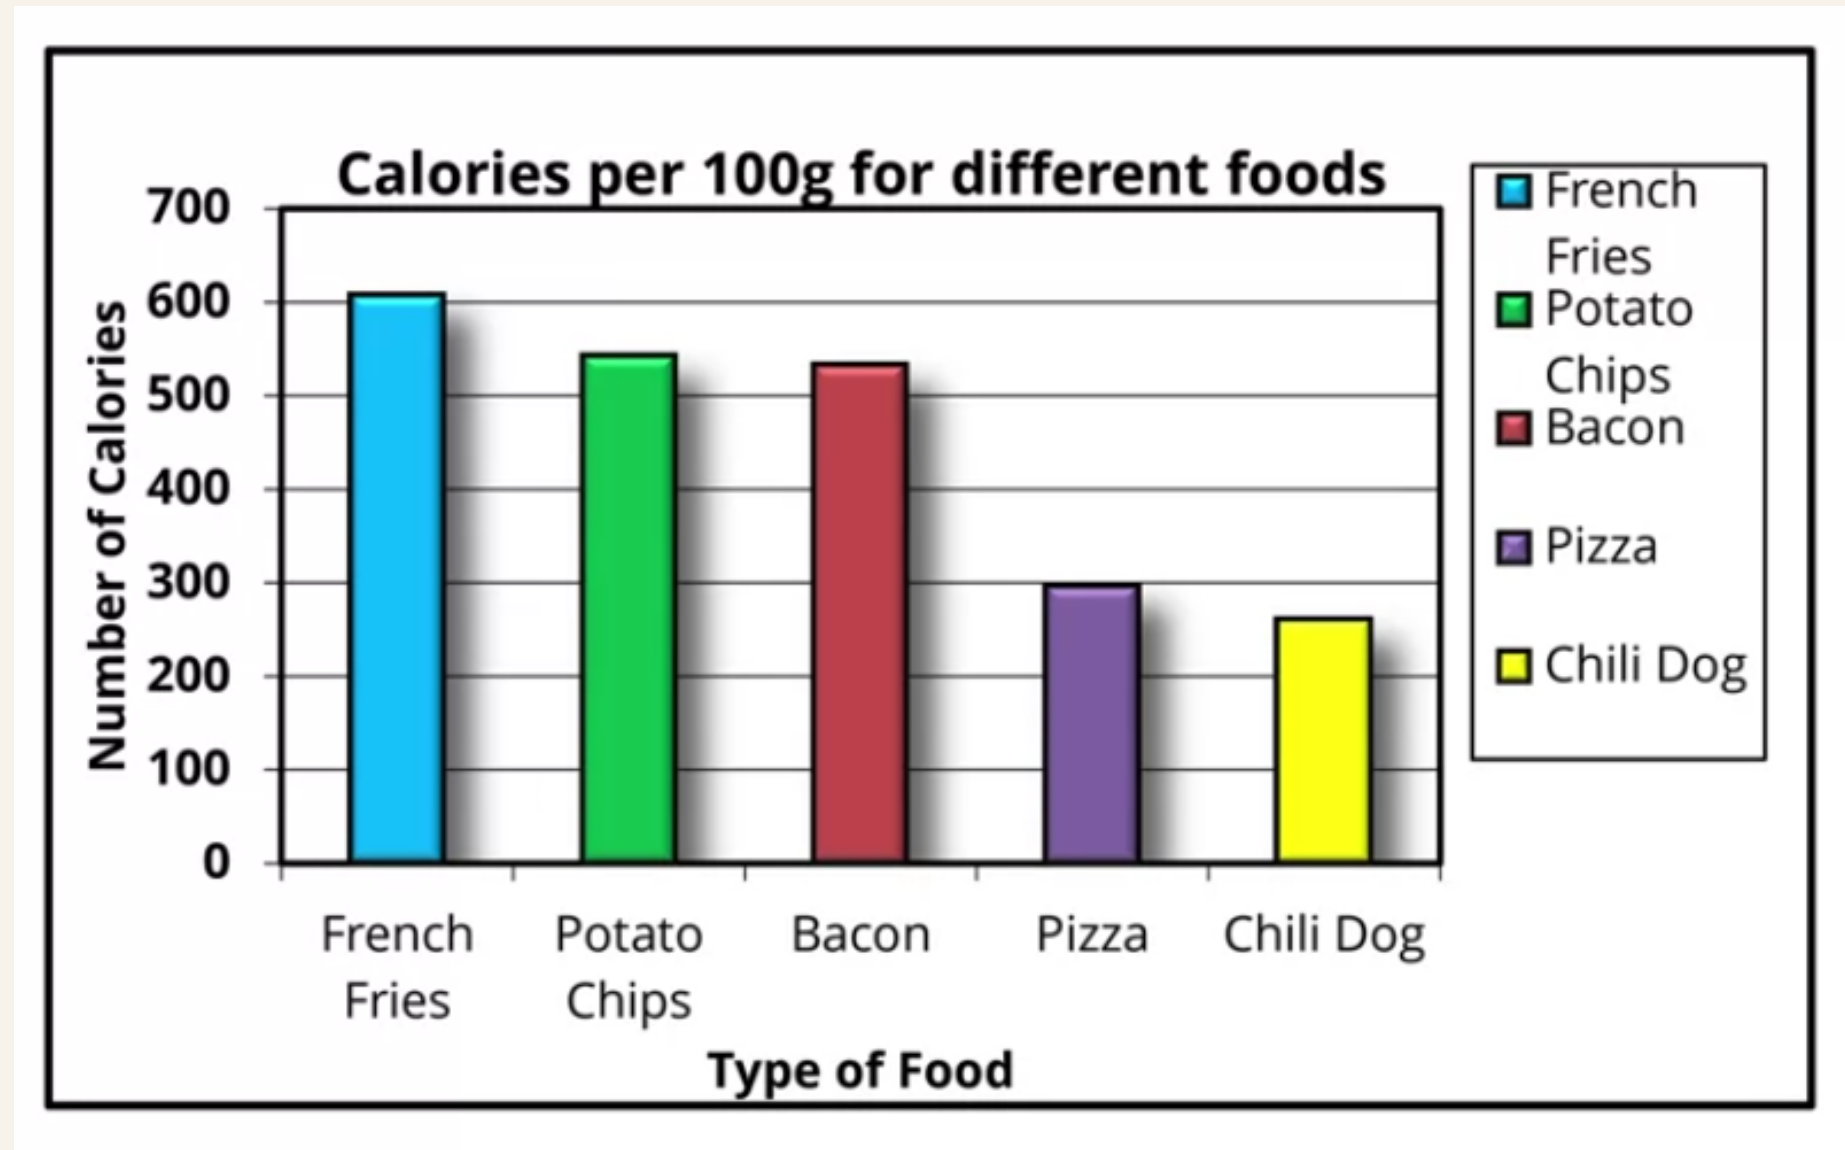 Calories per 100g for different foods
700
600
500
400
300
200
100
0
Number of Calories
French
Fries
Potato
Chips
Bacon
Pizza
Chili Dog
Type of Food
French
Fries
Potato
Chips
Bacon
Pizza
Chili Dog